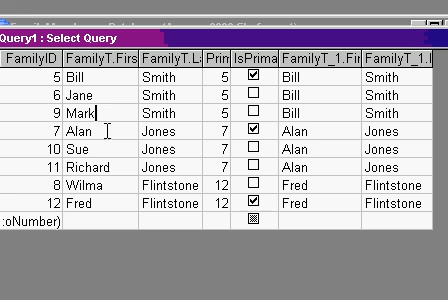 Query1 : Select Query
FamilyID FamilyT.Firs FamilyT.La Prim IsPrima FamilyT_1.Fir FamilyT_1.l
5 Bill Smith 5 Bill Smith
6 Jane Smith 5 Bill Smith
9 Mark Smith 5 Bill Smith
7 Alan Jones 7 Alan Jones
10 Sue Jones 7 Alan Jones
11 Richard Jones 7 Alan Jones
8 Wilma Flintstone 12 Fred Flintstone
12 Fred Flintstone 12 Fred Flintstone
:oNumber)